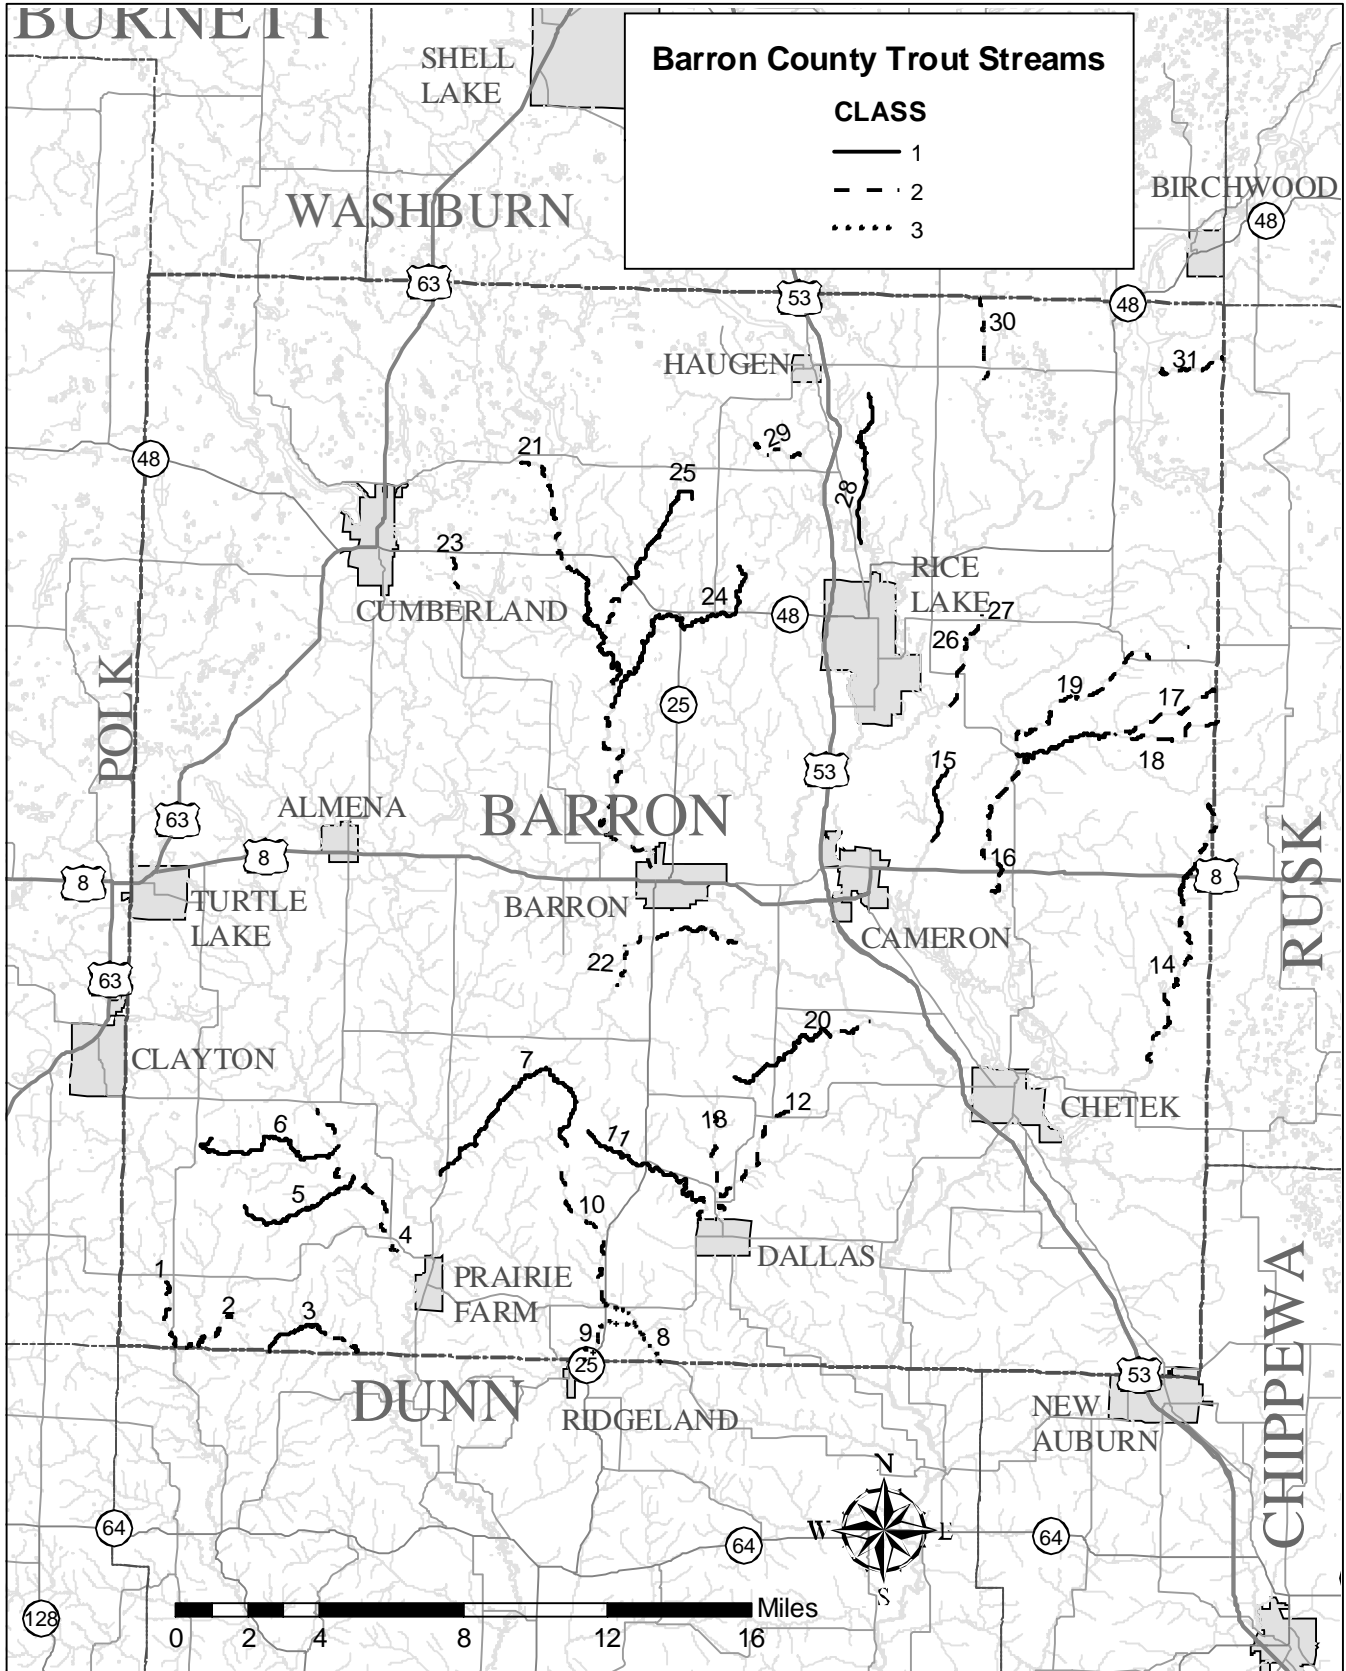 BURNETT
SHELL
LAKE
Barron County Trout Streams
CLASS
1
2
3
BIRCHWOOD
48
WASHBURN
63
53
48
30
HAUGEN
31
29
21
25
48
28
23
RICE
LAKE
CUMBERLAND
24
48
27
26
19
17
25
POLK
18
53
15
ALMENA
BARRON
63
8
8
16
8
TURTLE
LAKE
BARRON
CAMERON
RUSK
22
14
63
20
CLAYTON
7
12
CHETEK
6
11
18
5
10
4
DALLAS
1
PRAIRIE
FARM
2
3
9
8
25
53
DUNN
RIDGELAND
NEW
AUBURN
CHIPPEWA
N
W
E
S
64
64
64
128
Miles
0
2
4
8
12
16